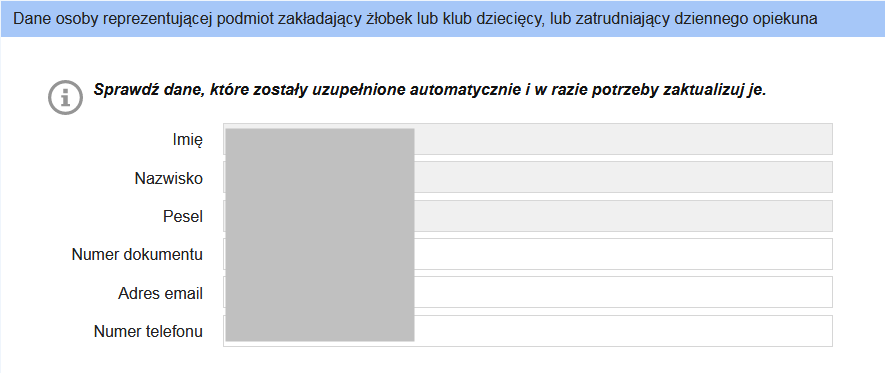 Dane osoby reprezentującej podmiot zakładający żłobek lub klub dziecięcy, lub zatrudniający dziennego opiekuna
Sprawdź dane, które zostały uzupełnione automatycznie i w razie potrzeby zaktualizuj je.
Imię
Nazwisko
Pesel
Numer dokumentu
Adres email
Numer telefonu